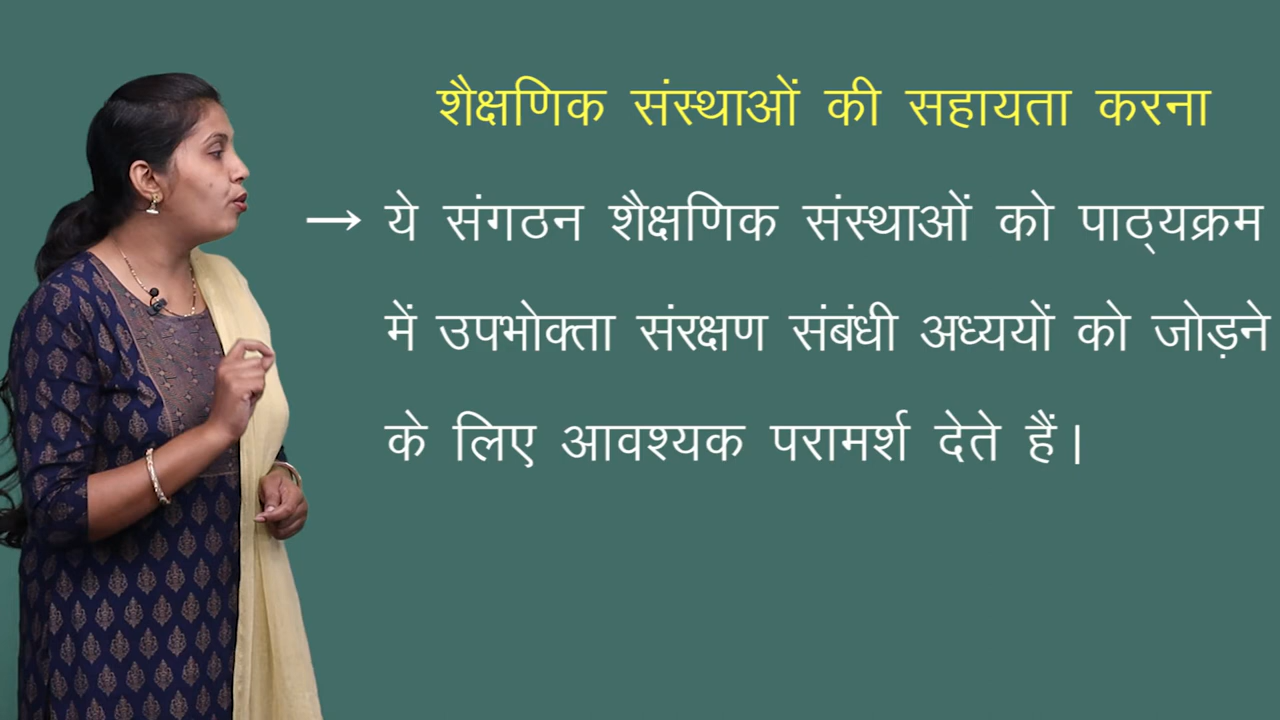 शैक्षणिक संस्थाओं की सहायता करना
→ ये संगठन शैक्षणिक संस्थाओं को पाठ्यक्रम
में उपभोक्ता संरक्षण संबंधी अध्ययों को जोड़ने
के लिए आवश्यक परामर्श देते हैं।